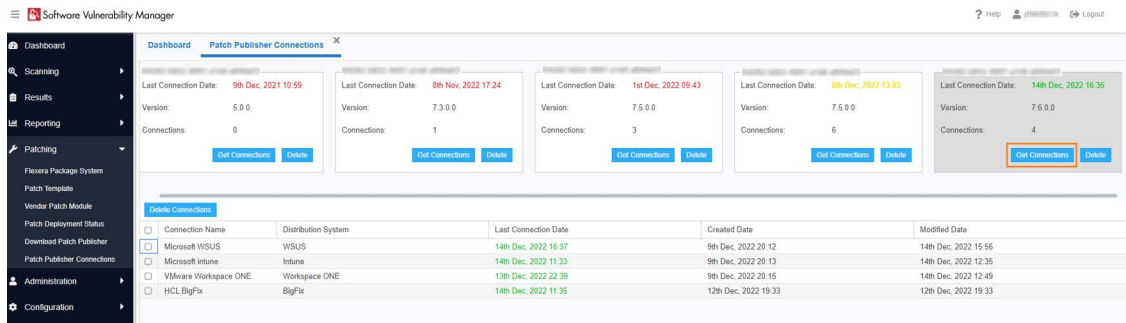 Software Vulnerability Manager
Help
Logout
Dashboard
Scanning
Results
Reporting
Patching
Flexera Package System
Patch Template
Vendor Patch Module
Patch Deployment Status
Download Patch Publisher
Patch Publisher Connections
Administration
Configuration
Dashboard Patch Publisher Connections
Last Connection Date: 9th Dec, 2021 10:59
Version: 5.0.0
Connections: 0
Get Connections Delete
Last Connection Date: 8th Nov, 2022 17:24
Version: 7.3.0.0
Connections: 1
Get Connections Delete
Last Connection Date: 1st Dec, 2022 09:43
Version: 7.5.0.0
Connections: 3
Get Connections Delete
Last Connection Date: 8th Dec, 2022
Version: 7.5.0.0
Connections: 6
Get Connections Delete
Last Connection Date: 14th Dec, 2022 16:35
Version: 7.6.0.0
Connections: 4
Get Connections Delete
Delete Connections
Connection Name Distribution System Last Connection Date Created Date Modified Date
Microsoft WSUS WSUS 14th Dec, 2022 16:37 9th Dec, 2022 20:12 14th Dec, 2022 15:56
Microsoft intune Intune 14th Dec, 2022 11:33 9th Dec, 2022 20:13 14th Dec, 2022 12:35
VMware Workspace ONE Workspace ONE 13th Dec, 2022 22:39 9th Dec, 2022 20:15 14th Dec, 2022 12:49
HCL BigFix BigFix 14th Dec, 2022 11:35 12th Dec, 2022 19:33 12th Dec, 2022 19:33